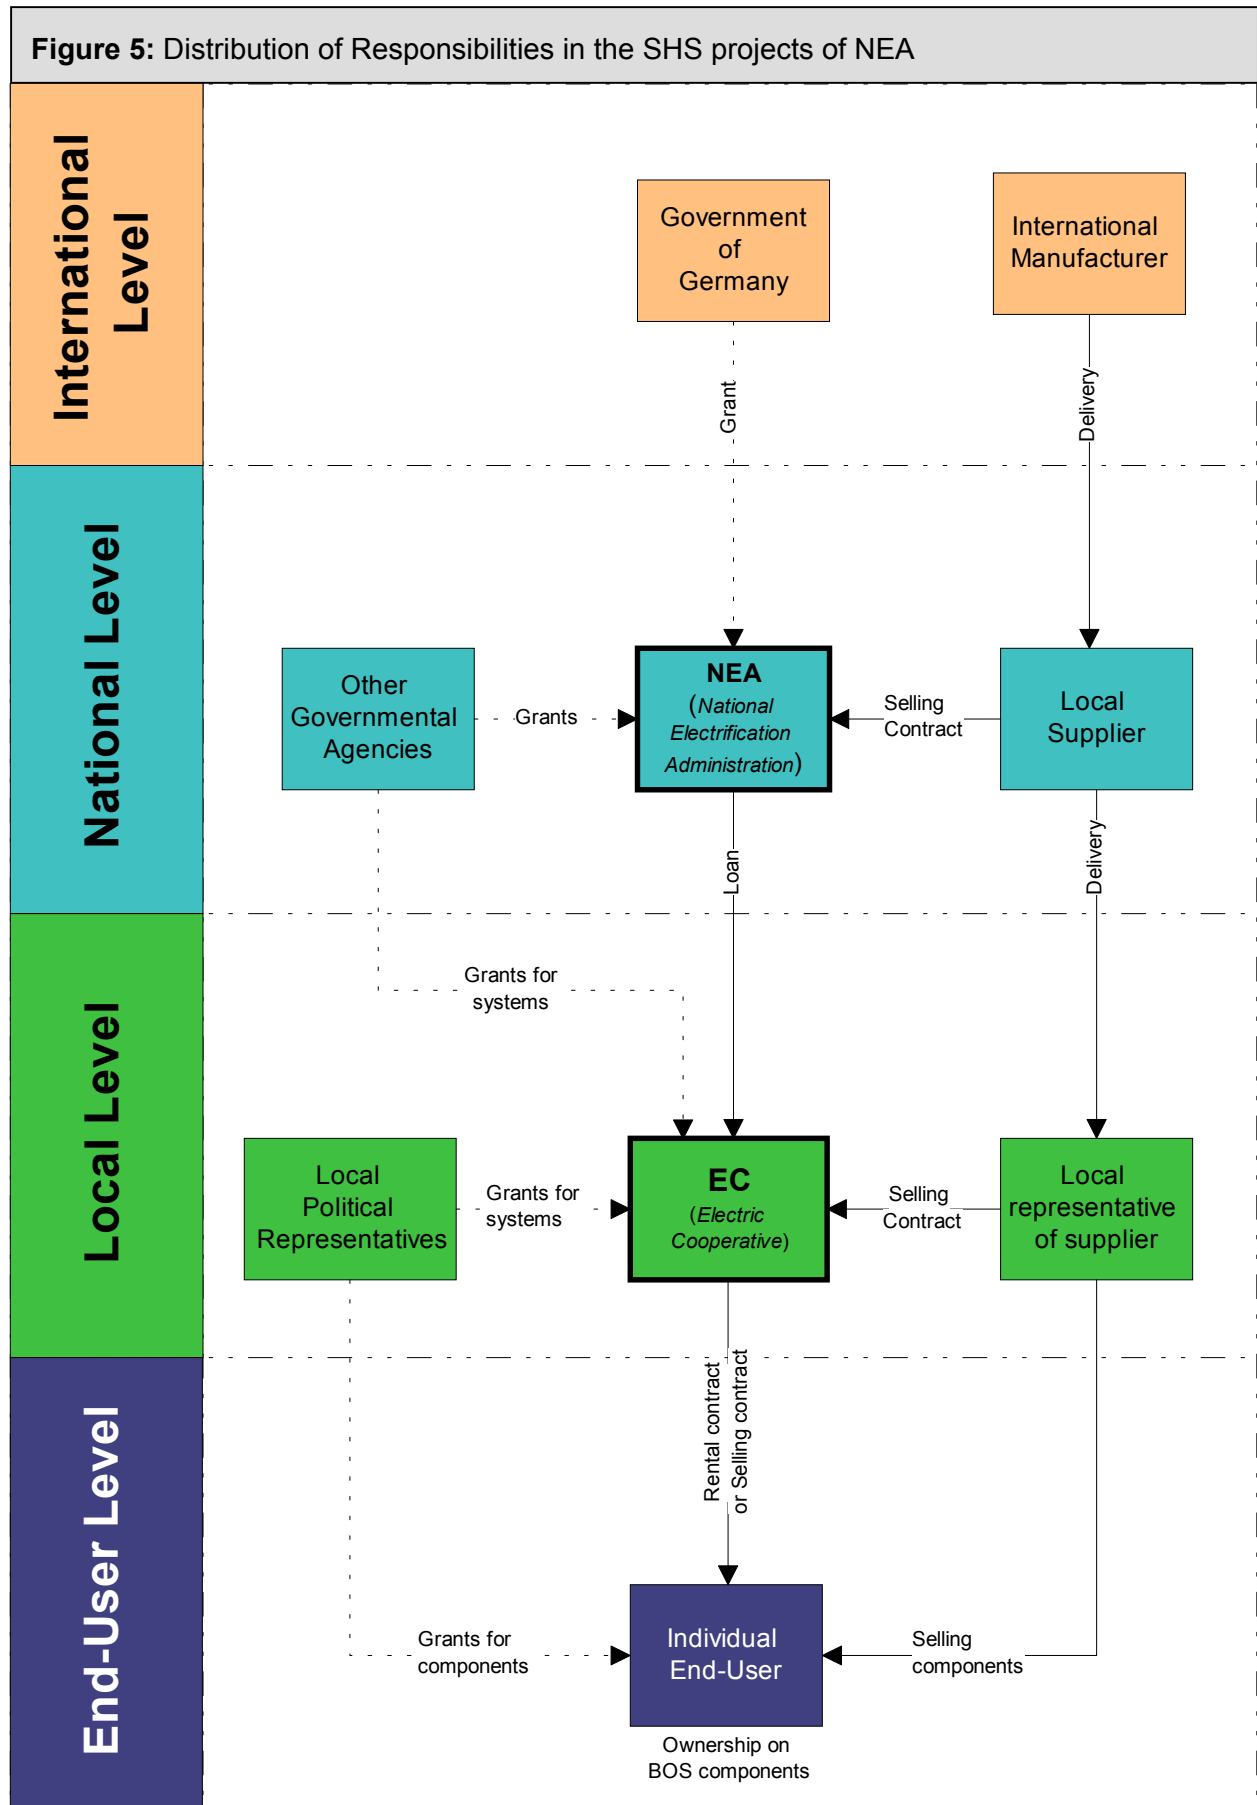 Figure 5: Distribution of Responsibilities in the SHS projects of NEA
International
Level
Government
of
Germany
International
Manufacturer
Grant
Delivery
National Level
Other
Governmental
Agencies
Grants
NEA
(National
Electrification
Administration)
Selling
Contract
Local
Supplier
Loan
Delivery
Local Level
Grants for
systems
Local
Political
Representatives
Grants for
systems
EC
(Electric
Cooperative)
Selling
Contract
Local
representative
of supplier
End-User Level
Rental contract
or Selling contract
Grants for
components
Individual
End-User
Selling
components
Ownership on
BOS components